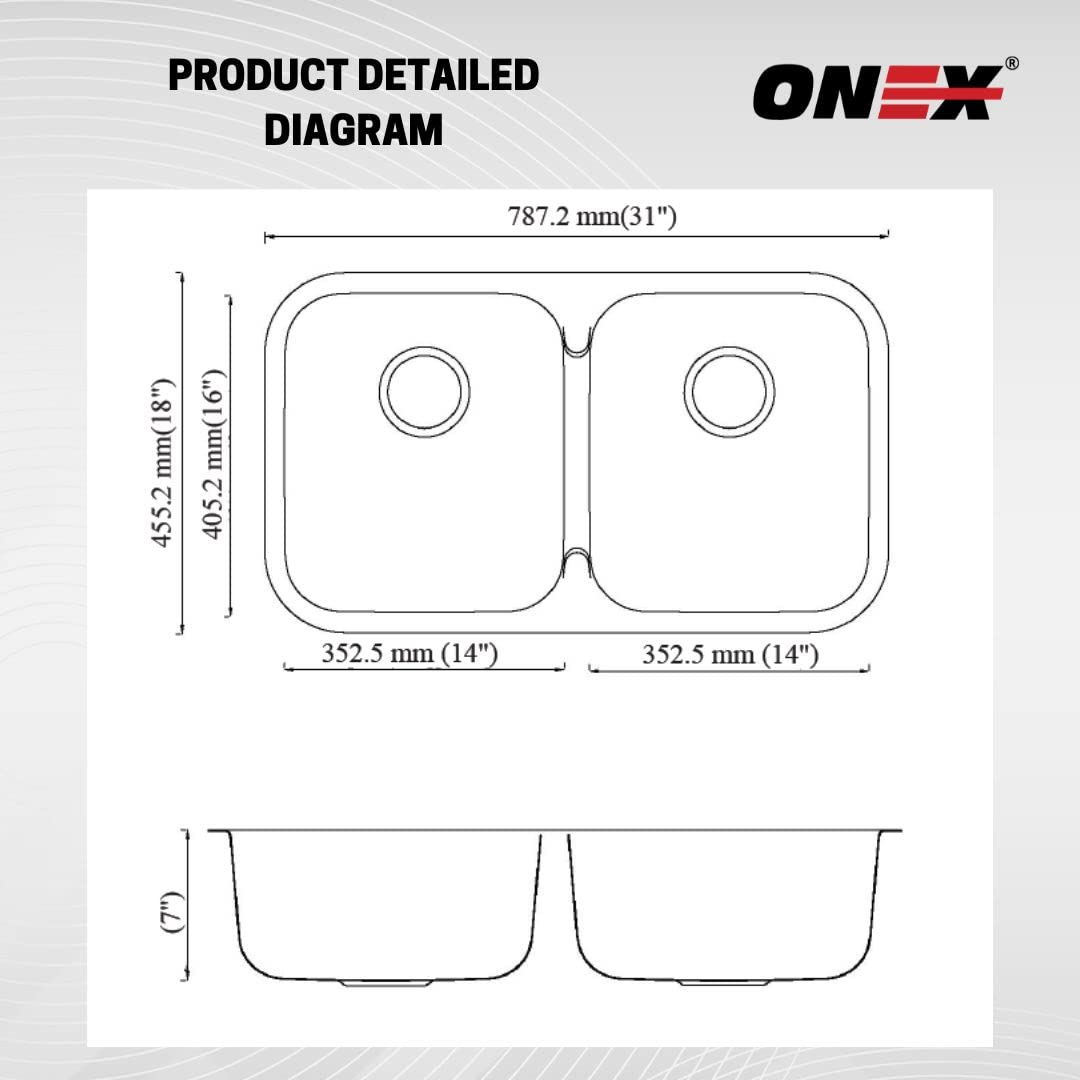 PRODUCT DETAILED
DIAGRAM
ONEX®
787.2 mm(31")
455.2 mm(18")
405.2 mm(16")
352.5 mm (14")
352.5 mm (14")
(7")